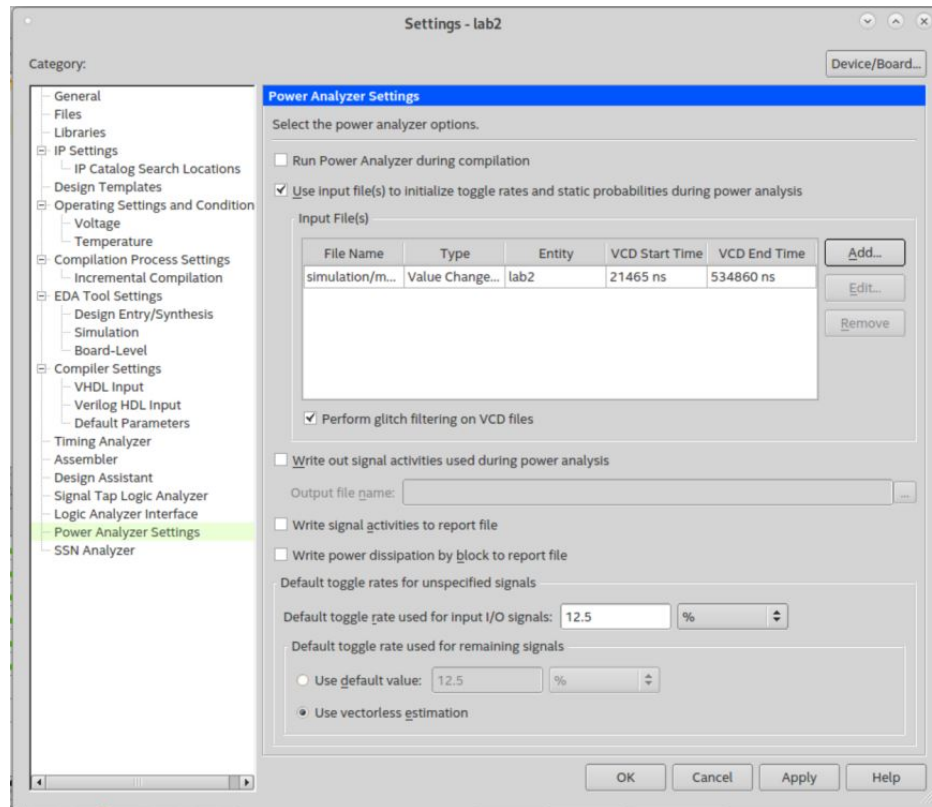 Settings - lab2
Category:
Device/Board...
General
Files
Libraries
IP Settings
IP Catalog Search Locations
Design Templates
Operating Settings and Condition
Voltage
Temperature
Compilation Process Settings
Incremental Compilation
EDA Tool Settings
Design Entry/Synthesis
Simulation
Board-Level
Compiler Settings
VHDL Input
Verilog HDL Input
Default Parameters
Timing Analyzer
Assembler
Design Assistant
Signal Tap Logic Analyzer
Logic Analyzer Interface
Power Analyzer Settings
SSN Analyzer
Power Analyzer Settings
Select the power analyzer options.
Run Power Analyzer during compilation
Use input file(s) to initialize toggle rates and static probabilities during power analysis
Input File(s)
File Name Type Entity VCD Start Time VCD End Time
simulation/m... Value Change... lab2 21465 ns 534860 ns
Add...
Edit...
Remove
Perform glitch filtering on VCD files
Write out signal activities used during power analysis
Output file name: ...
Write signal activities to report file
Write power dissipation by block to report file
Default toggle rates for unspecified signals
Default toggle rate used for input I/O signals: 12.5 %
Default toggle rate used for remaining signals
Use default value: 12.5 %
Use vectorless estimation
OK Cancel Apply Help